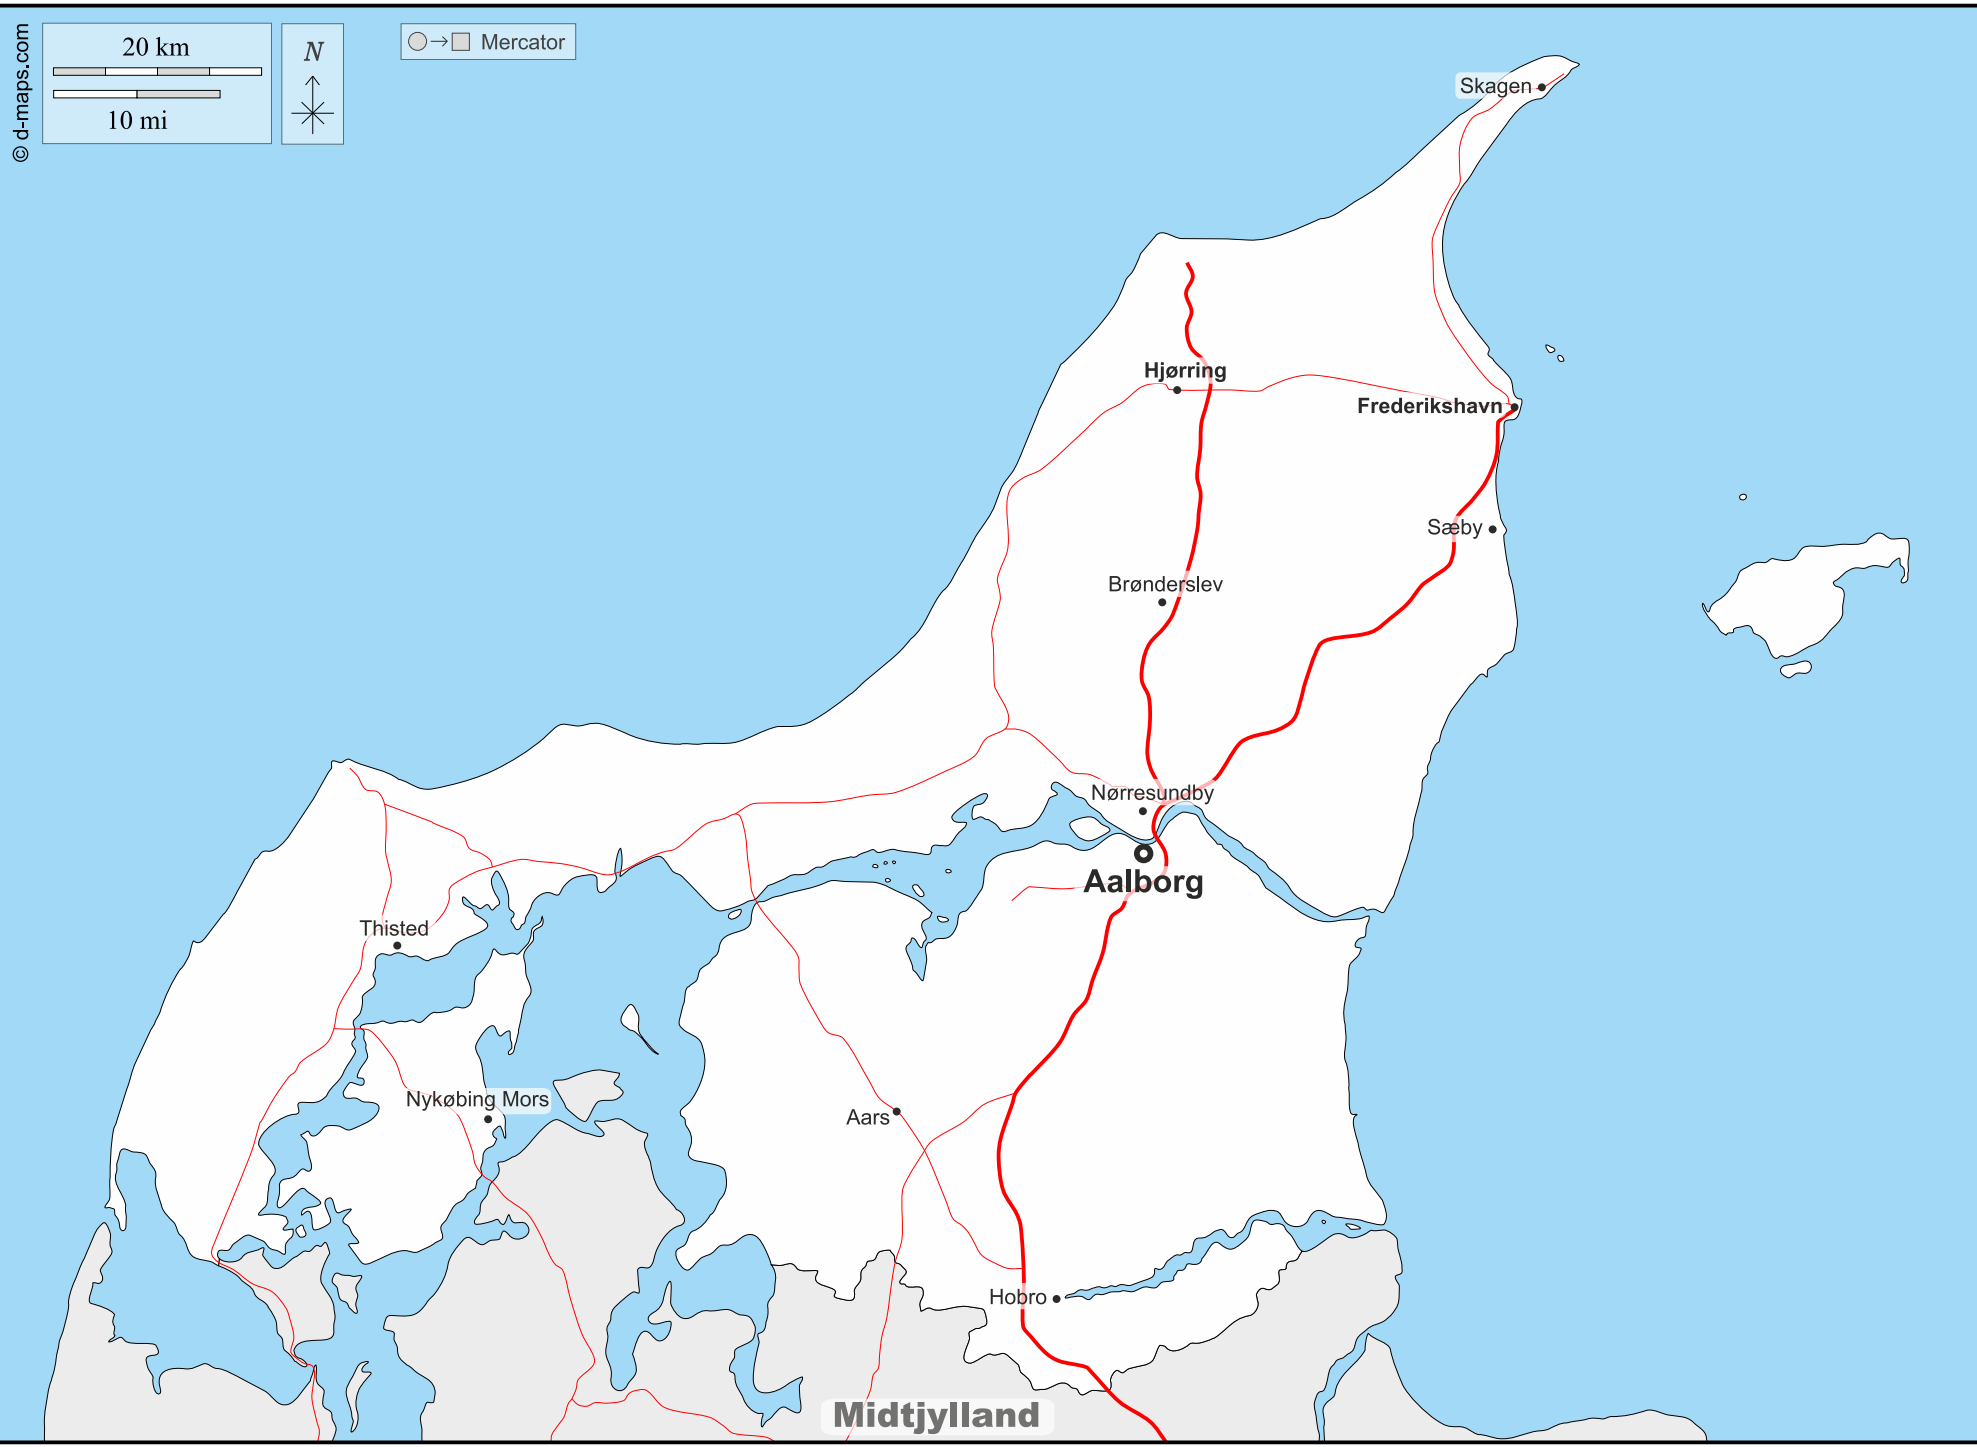 © d-maps.com
20 km
10 mi
N
Mercator
Skagen
Hjørring
Frederikshavn
Sæby
Brønderslev
Nørresundby
Aalborg
Thisted
Nykøbing Mors
Aars
Hobro
Midtjylland